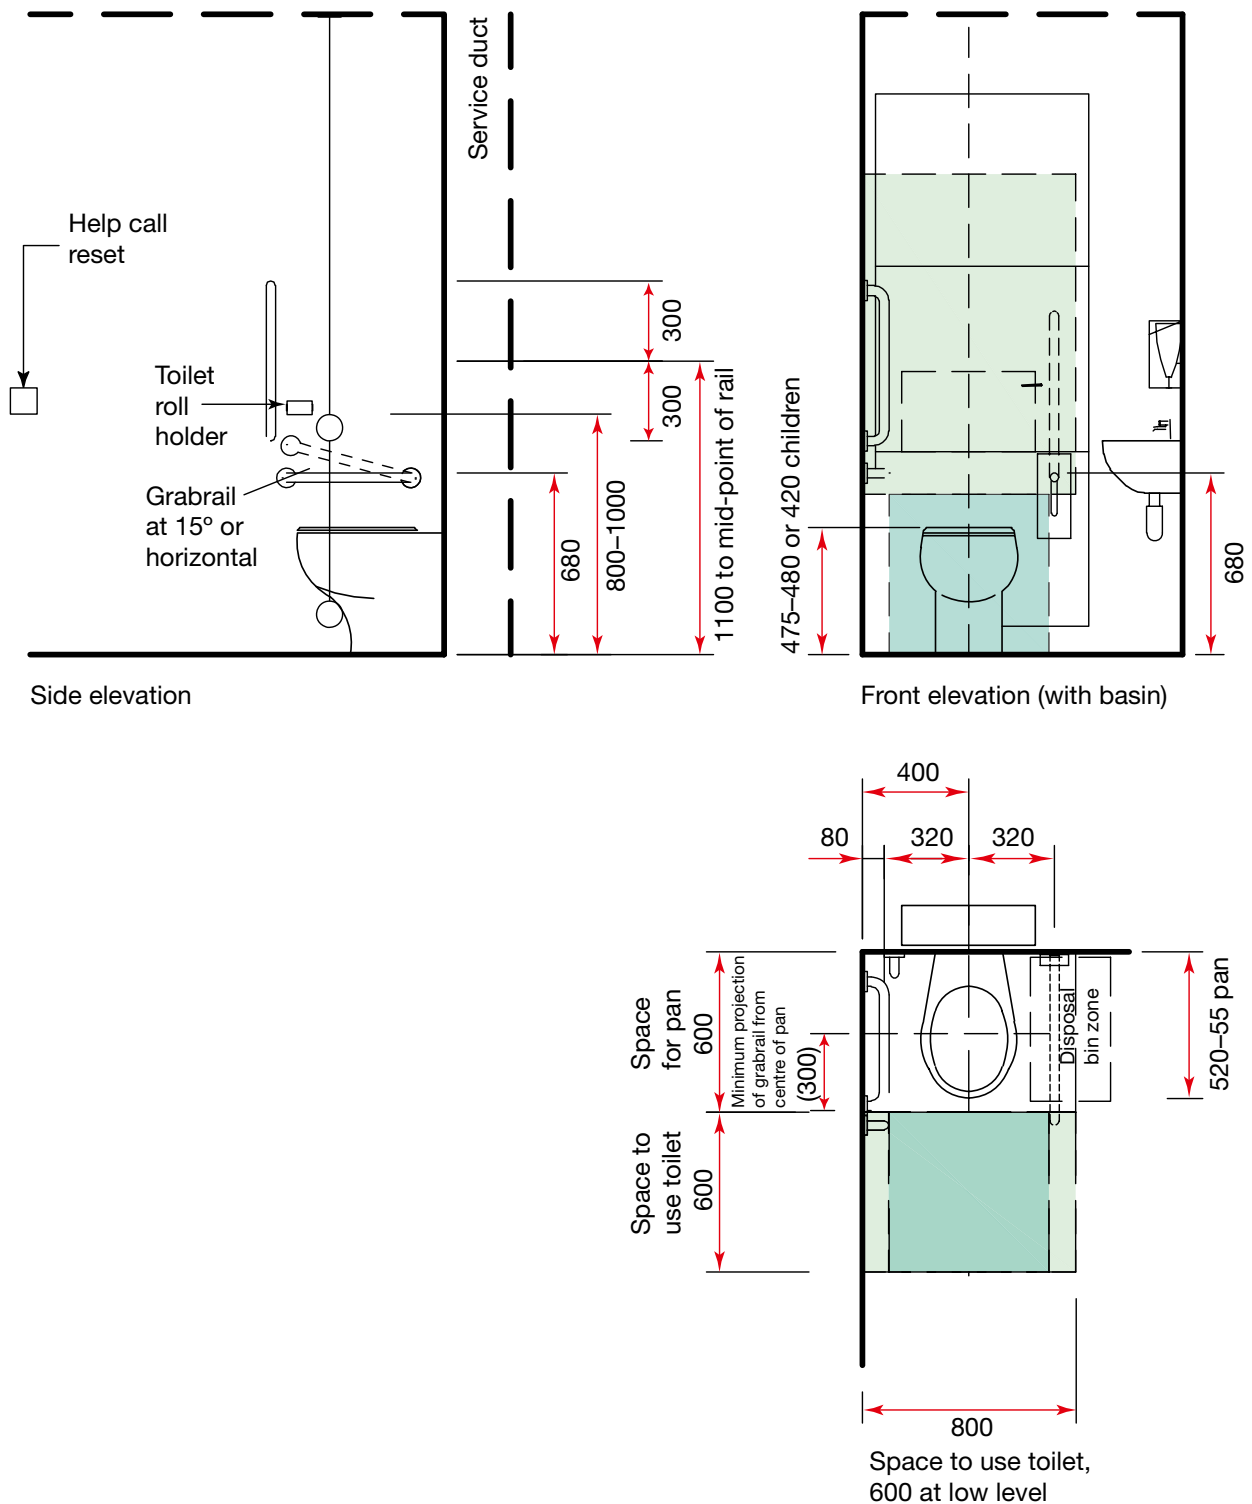 Service duct
Help call
reset
Toilet
roll
holder
Grabrail
at 15º or
horizontal
300
300
680
800–1000
1100 to mid-point of rail
475–480 or 420 children
680
Side elevation
Front elevation (with basin)
400
80
320
320
Space
for pan
600
Minimum projection
of grabrail from
centre of pan
(300)
Disposal
bin zone
520–55 pan
Space to
use toilet
600
800
Space to use toilet,
600 at low level